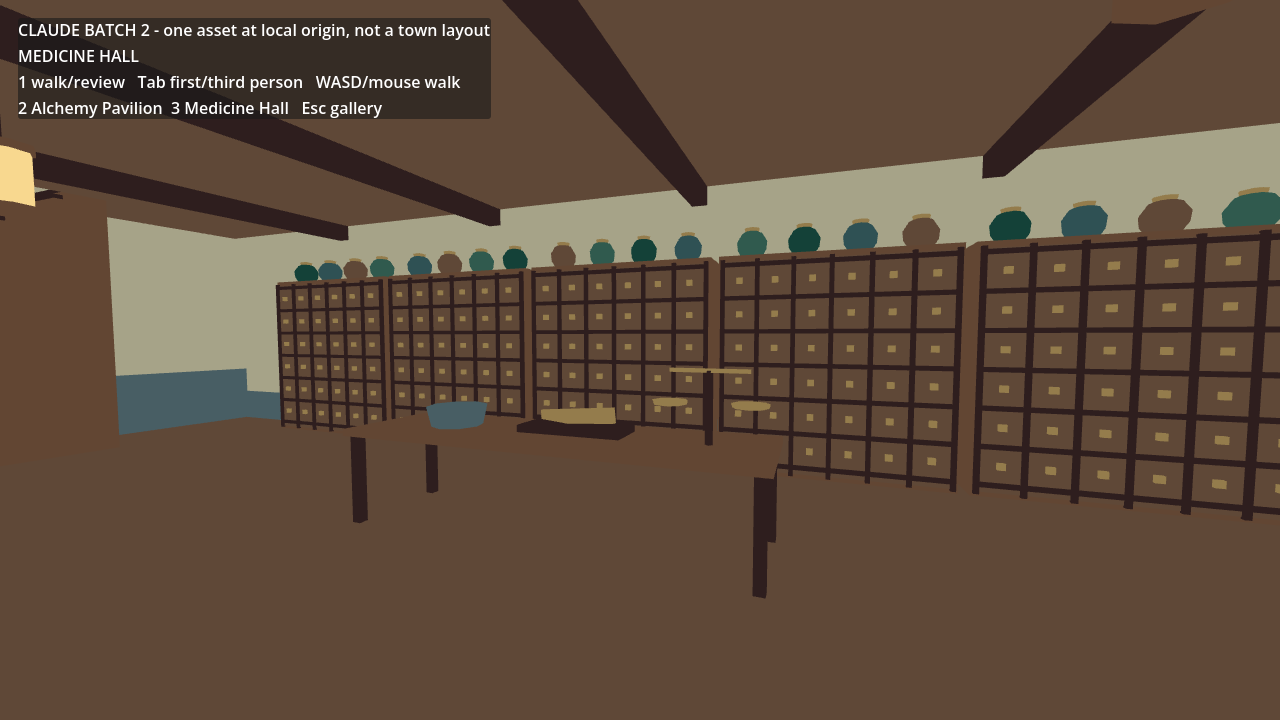 CLAUDE BATCH 2 - one asset at local origin, not a town layout
MEDICINE HALL
1 walk/review   Tab first/third person   WASD/mouse walk
2 Alchemy Pavilion  3 Medicine Hall   Esc gallery